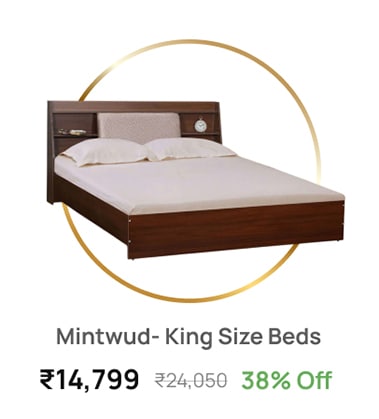 Mintwud- King Size Beds
₹14,799 ₹24,050 38% Off